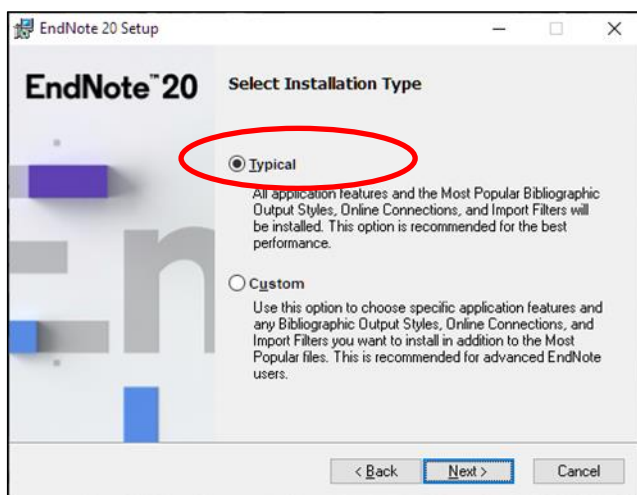 EndNote 20 Setup
EndNote™20
Select Installation Type
Typical
All application features and the Most Popular Bibliographic
Output Styles, Online Connections, and Import Filters will
be installed. This option is recommended for the best
performance.
Custom
Use this option to choose specific application features and
any Bibliographic Output Styles, Online Connections, and
Import Filters you want to install in addition to the Most
Popular files. This is recommended for advanced EndNote
users.
< Back Next > Cancel